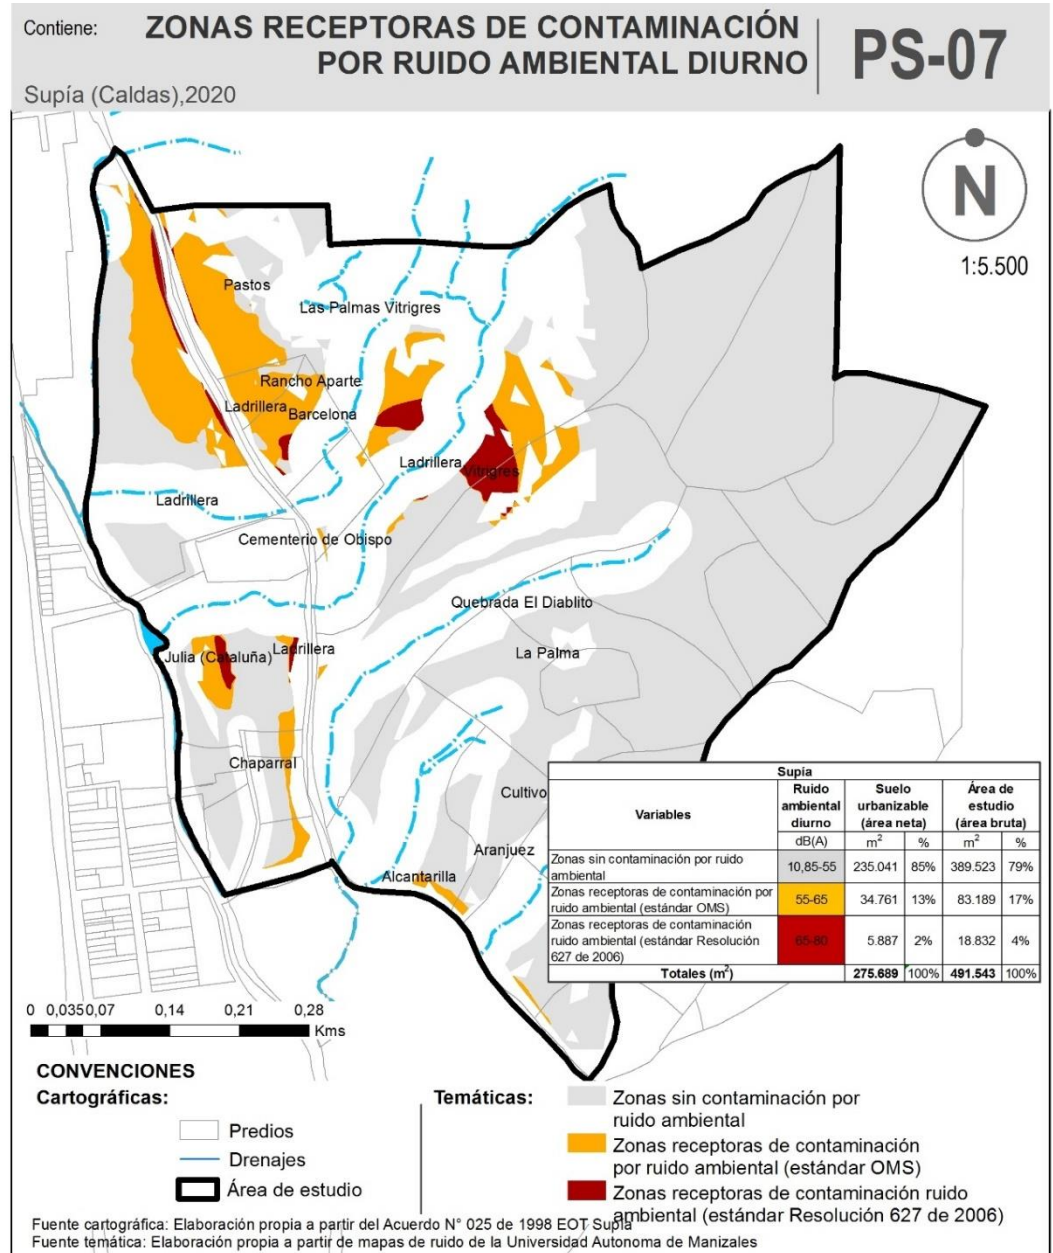 Contiene:
ZONAS RECEPTORAS DE CONTAMINACIÓN
POR RUIDO AMBIENTAL DIURNO
PS-07
Supía (Caldas),2020
N
1:5.500
Pastos
Las Palmas Vitrigres
Rancho Aparte
Ladrillera
Barcelona
Ladrillera
Vitrigres
Ladrillera
Cementerio de Obispo
Quebrada El Diablito
La Palma
Julia (Cataluña)
Ladrillera
Chaparral
Cultivo
Aranjuez
Alcantarilla
Supía
Variables
Ruido
ambiental
diurno
Suelo
urbanizable
(área neta)
Área de
estudio
(área bruta)
dB(A) m² % m² %
Zonas sin contaminación por ruido
ambiental
10,85-55 235.041 85% 389.523 79%
Zonas receptoras de contaminación por
ruido ambiental (estándar OMS)
55-65 34.761 13% 83.189 17%
Zonas receptoras de contaminación
ruido ambiental (estándar Resolución
627 de 2006)
65-80 5.887 2% 18.832 4%
Totales (m²) 275.689 100% 491.543 100%
0 0,0350,07 0,14 0,21 0,28
Kms
CONVENCIONES
Cartográficas:
Predios
Drenajes
Área de estudio
Temáticas:
Zonas sin contaminación por
ruido ambiental
Zonas receptoras de contaminación
por ruido ambiental (estándar OMS)
Zonas receptoras de contaminación ruido
ambiental (estándar Resolución 627 de 2006)
Fuente cartográfica: Elaboración propia a partir del Acuerdo N° 025 de 1998 EOT Supía
Fuente temática: Elaboración propia a partir de mapas de ruido de la Universidad Autonoma de Manizales